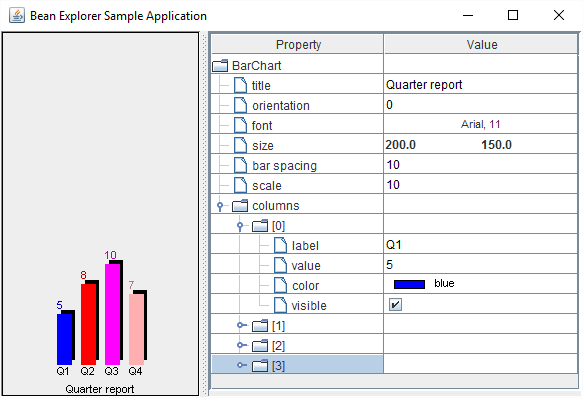 Bean Explorer Sample Application
Property Value
BarChart
title Quarter report
orientation 0
font Arial, 11
size 200.0 150.0
bar spacing 10
scale 10
columns
[0]
label Q1
value 5
color blue
visible
[1]
[2]
[3]
10
8
7
5
Q1 Q2 Q3 Q4
Quarter report